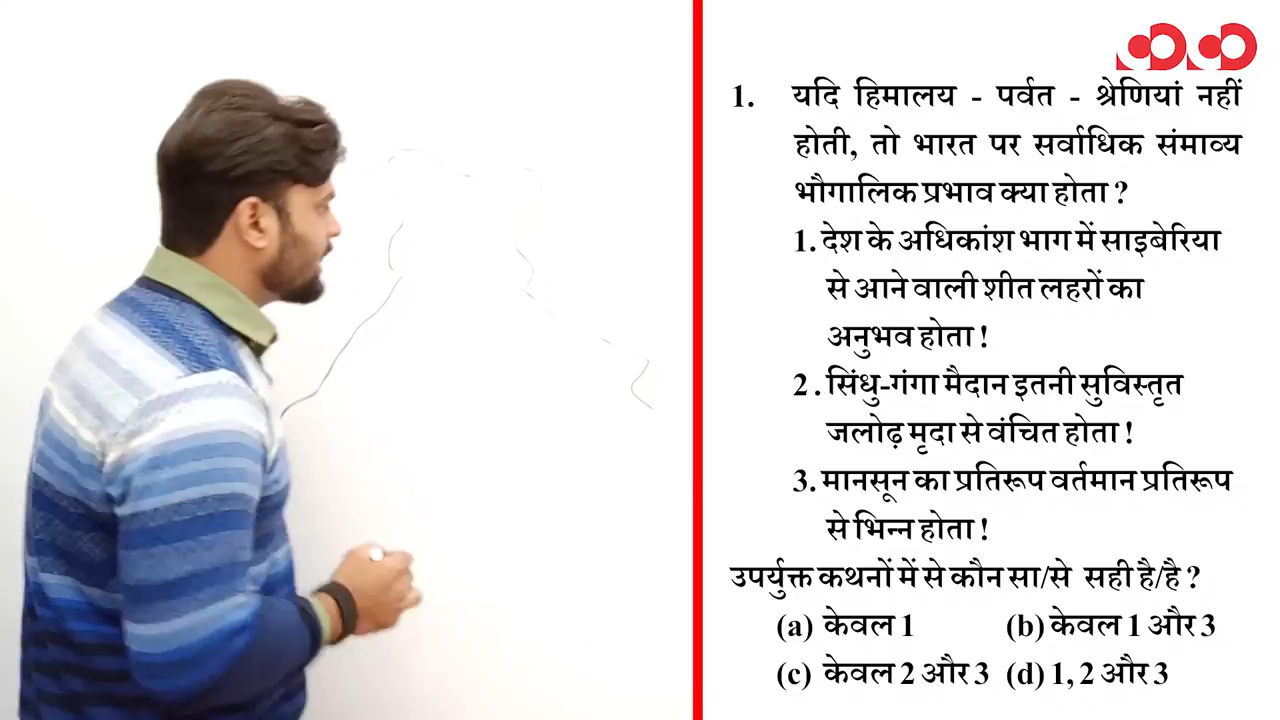 1. यदि हिमालय - पर्वत - श्रेणियां नहीं
होती, तो भारत पर सर्वाधिक संमाव्य
भौगालिक प्रभाव क्या होता ?
1. देश के अधिकांश भाग में साइबेरिया
से आने वाली शीत लहरों का
अनुभव होता !
2 . सिंधु-गंगा मैदान इतनी सुविस्तृत
जलोढ़ मृदा से वंचित होता !
3. मानसून का प्रतिरूप वर्तमान प्रतिरूप
से भिन्न होता !
उपर्युक्त कथनों में से कौन सा/से सही है/है ?
(a) केवल 1 (b) केवल 1 और 3
(c) केवल 2 और 3 (d) 1, 2 और 3